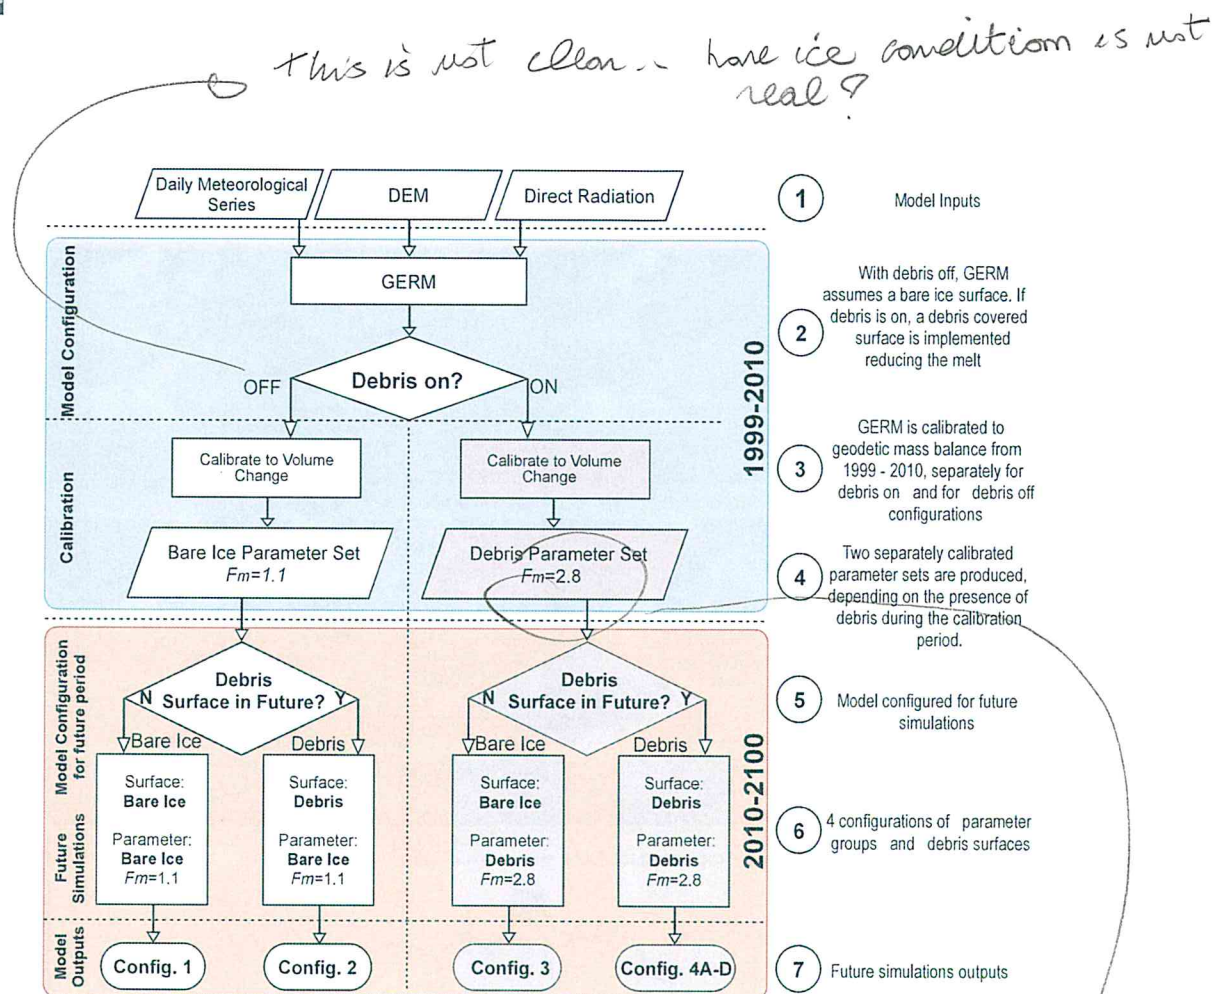 this is not clear.. bare ice condition is not
real?
Daily Meteorological
Series
DEM
Direct Radiation
1
Model Inputs
Model Configuration
GERM
Debris on?
OFF
ON
1999-2010
2
With debris off, GERM
assumes a bare ice surface. If
debris is on, a debris covered
surface is implemented
reducing the melt
Calibration
Calibrate to Volume
Change
Calibrate to Volume
Change
3
GERM is calibrated to
geodetic mass balance from
1999 - 2010, separately for
debris on and for debris off
configurations
Bare Ice Parameter Set
Fm=1.1
Debris Parameter Set
Fm=2.8
4
Two separately calibrated
parameter sets are produced,
depending on the presence of
debris during the calibration
period.
Model Configuration
for future period
Debris
N Surface in Future? Y
Debris
N Surface in Future? Y
5
Model configured for future
simulations
Bare Ice
Debris
Bare Ice
Debris
2010-2100
Future
Simulations
Surface:
Bare Ice
Parameter:
Bare Ice
Fm=1.1
Surface:
Debris
Parameter:
Bare Ice
Fm=1.1
Surface:
Bare Ice
Parameter:
Debris
Fm=2.8
Surface:
Debris
Parameter:
Debris
Fm=2.8
6
4 configurations of parameter
groups and debris surfaces
Model
Outputs
Config. 1
Config. 2
Config. 3
Config. 4A-D
7
Future simulations outputs